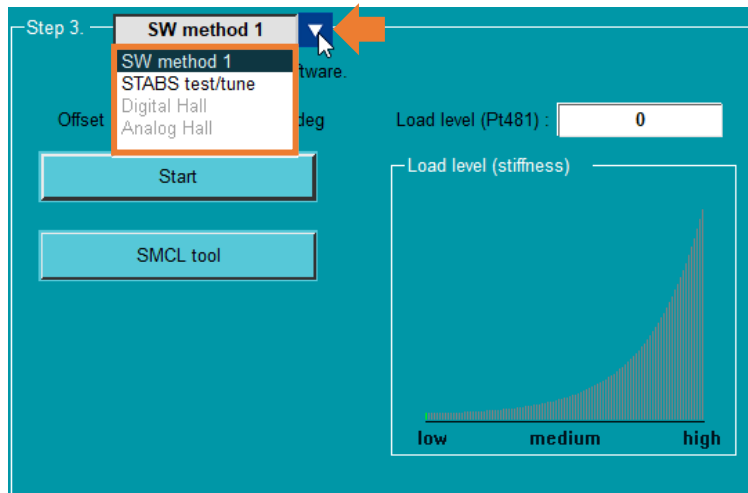 Step 3. SW method 1
SW method 1
STABS test/tune
Digital Hall
Analog Hall
tware.
Offset deg Load level (Pt481) : 0
Start
Load level (stiffness)
SMCL tool
low medium high